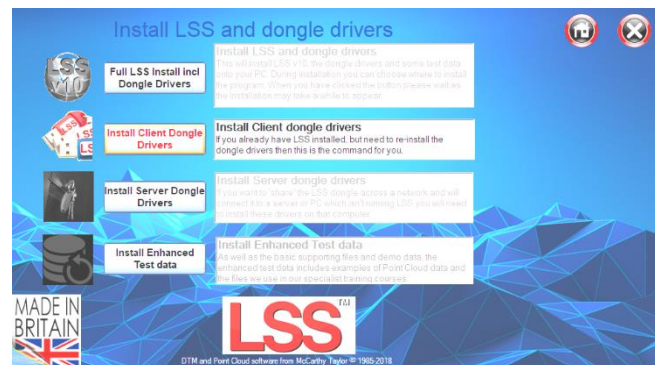 Install LSS and dongle drivers
LSS
v10
Full LSS Install incl
Dongle Drivers
Install LSS and dongle drivers
This will install LSS v10, the dongle drivers and some test data
onto your PC. During installation you can choose where to install
the program. When you have clicked the button please wait as
the installation may take a while to appear.
LSS
Install Client Dongle
Drivers
Install Client dongle drivers
If you already have LSS installed, but need to re-install the
dongle drivers then this is the command for you.
Install Server Dongle
Drivers
Install Server dongle drivers
If you want to 'share' the LSS dongle across a network and will
connect it to a server or PC which isn't running LSS you will need
to install these drivers on that computer.
Install Enhanced
Test data
Install Enhanced Test data
As well as the basic supporting files and demo data, the
enhanced test data includes examples of Point Cloud data and
the files we use in our specialist training courses.
MADE IN
BRITAIN
LSS™
DTM and Point Cloud software from McCarthy Taylor © 1985-2018